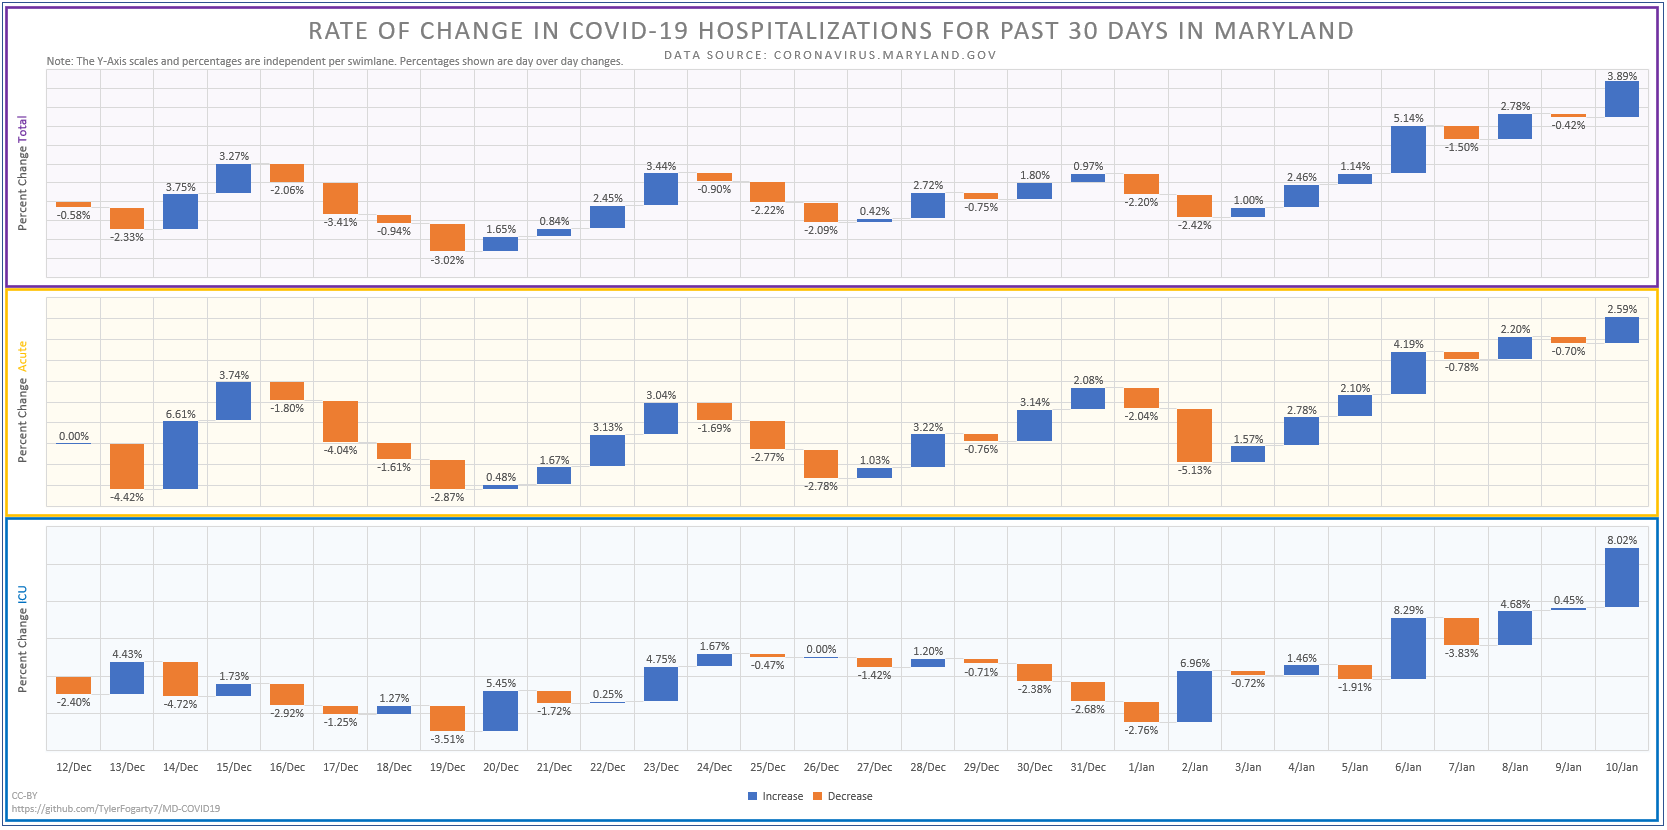 RATE OF CHANGE IN COVID-19 HOSPITALIZATIONS FOR PAST 30 DAYS IN MARYLAND
DATA SOURCE: CORONAVIRUS.MARYLAND.GOV
Note: The Y-Axis scales and percentages are independent per swimlane. Percentages shown are day over day changes.
Percent Change Total
-0.58% -2.33% 3.75% 3.27% -2.06% -3.41% -0.94% -3.02% 1.65% 0.84% 2.45% 3.44% -0.90% -2.22% -2.09% 0.42% 2.72% -0.75% 1.80% 0.97% -2.20% -2.42% 1.00% 2.46% 1.14% 5.14% -1.50% 2.78% -0.42% 3.89%
Percent Change Acute
0.00% -4.42% 6.61% 3.74% -1.80% -4.04% -1.61% -2.87% 0.48% 1.67% 3.13% 3.04% -1.69% -2.77% -2.78% 1.03% 3.22% -0.76% 3.14% 2.08% -2.04% -5.13% 1.57% 2.78% 2.10% 4.19% -0.78% 2.20% -0.70% 2.59%
Percent Change ICU
-2.40% 4.43% -4.72% 1.73% -2.92% -1.25% 1.27% -3.51% 5.45% -1.72% 0.25% 4.75% 1.67% -0.47% 0.00% -1.42% 1.20% -0.71% -2.38% -2.68% -2.76% 6.96% -0.72% 1.46% -1.91% 8.29% -3.83% 4.68% 0.45% 8.02%
12/Dec 13/Dec 14/Dec 15/Dec 16/Dec 17/Dec 18/Dec 19/Dec 20/Dec 21/Dec 22/Dec 23/Dec 24/Dec 25/Dec 26/Dec 27/Dec 28/Dec 29/Dec 30/Dec 31/Dec 1/Jan 2/Jan 3/Jan 4/Jan 5/Jan 6/Jan 7/Jan 8/Jan 9/Jan 10/Jan
Increase Decrease
CC-BY
https://github.com/TylerFogarty7/MD-COVID19